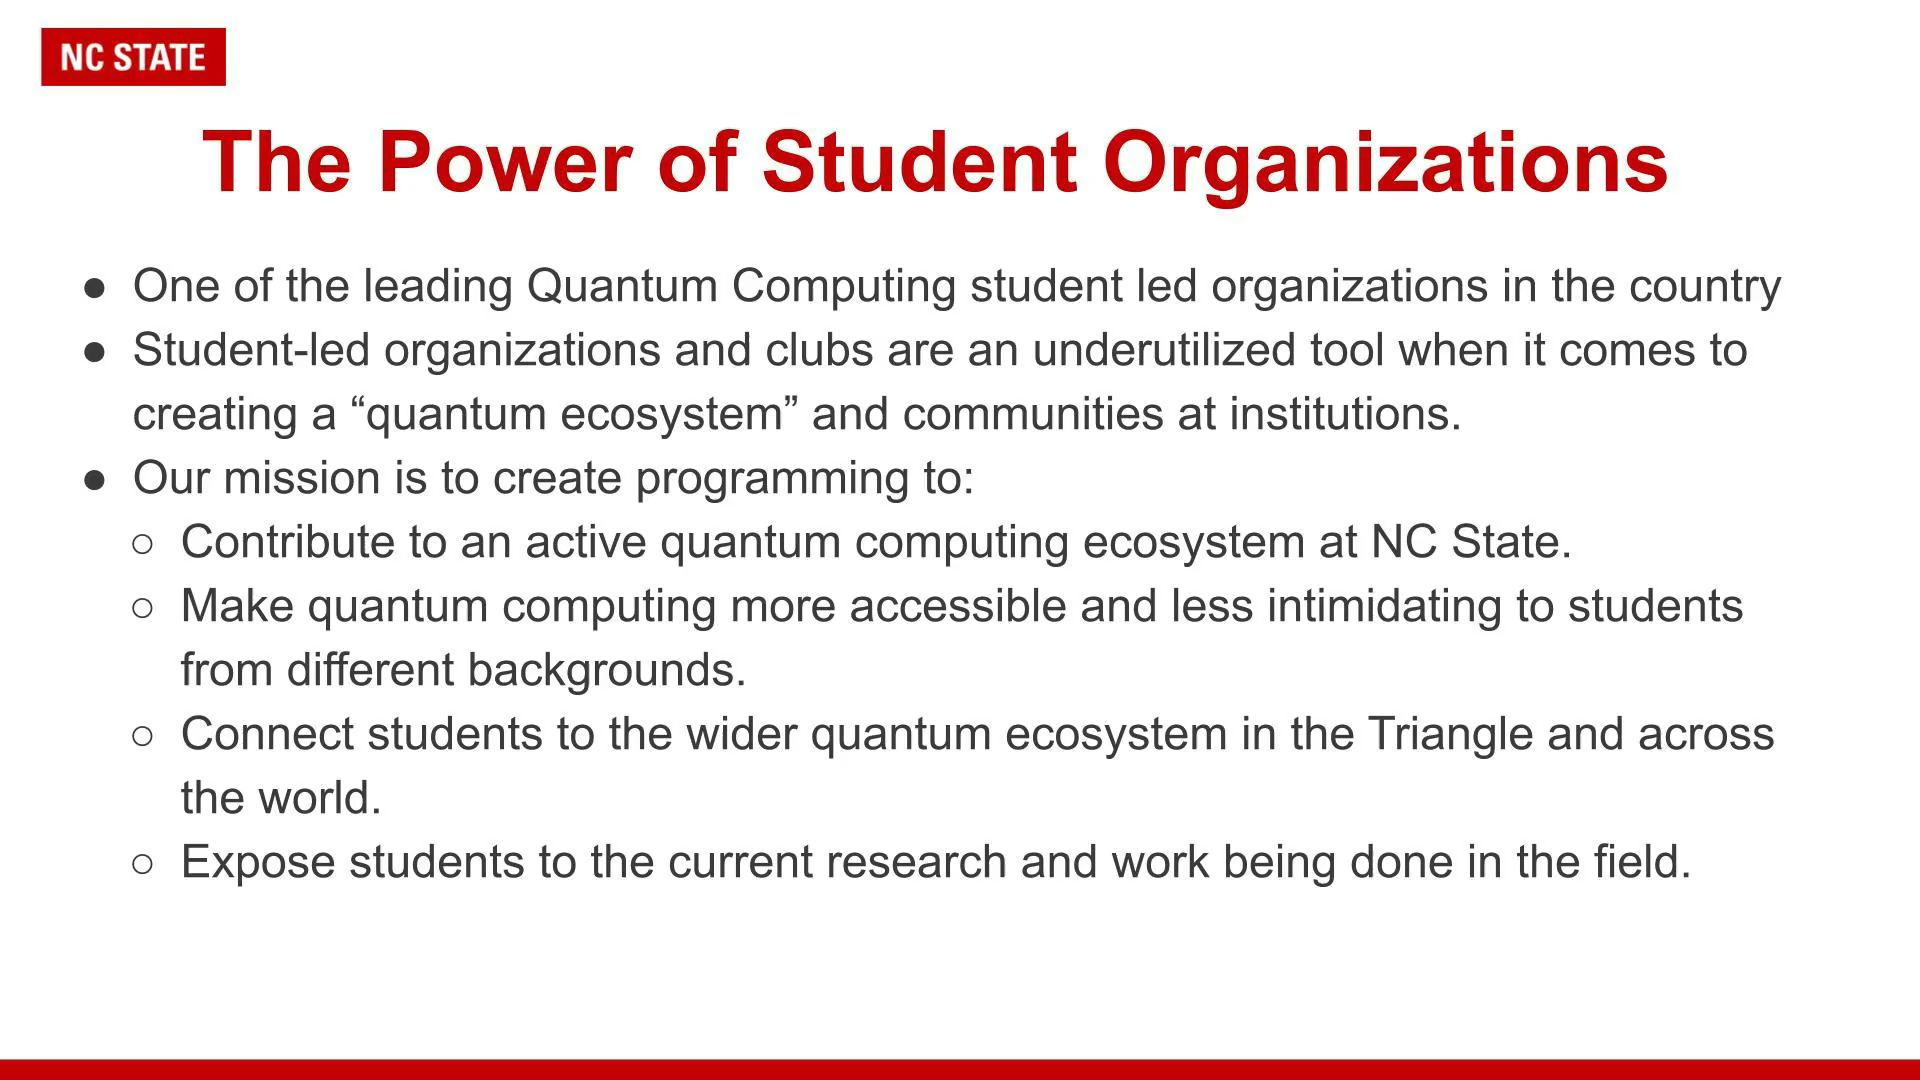 NC STATE
The Power of Student Organizations
● One of the leading Quantum Computing student led organizations in the country
● Student-led organizations and clubs are an underutilized tool when it comes to
creating a “quantum ecosystem” and communities at institutions.
● Our mission is to create programming to:
○ Contribute to an active quantum computing ecosystem at NC State.
○ Make quantum computing more accessible and less intimidating to students
from different backgrounds.
○ Connect students to the wider quantum ecosystem in the Triangle and across
the world.
○ Expose students to the current research and work being done in the field.